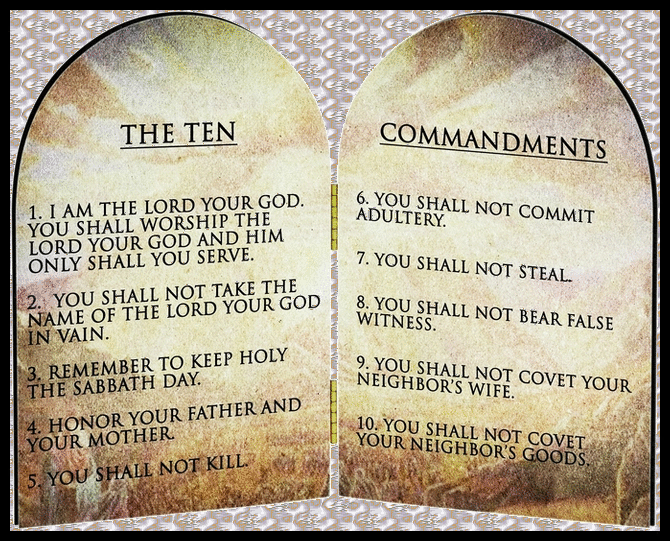 THE TEN
1. I AM THE LORD YOUR GOD.
YOU SHALL WORSHIP THE
LORD YOUR GOD AND HIM
ONLY SHALL YOU SERVE.
2. YOU SHALL NOT TAKE THE
NAME OF THE LORD YOUR GOD
IN VAIN.
3. REMEMBER TO KEEP HOLY
THE SABBATH DAY.
4. HONOR YOUR FATHER AND
YOUR MOTHER.
5. YOU SHALL NOT KILL.
COMMANDMENTS
6. YOU SHALL NOT COMMIT
ADULTERY.
7. YOU SHALL NOT STEAL.
8. YOU SHALL NOT BEAR FALSE
WITNESS.
9. YOU SHALL NOT COVET YOUR
NEIGHBOR'S WIFE.
10. YOU SHALL NOT COVET
YOUR NEIGHBOR'S GOODS.